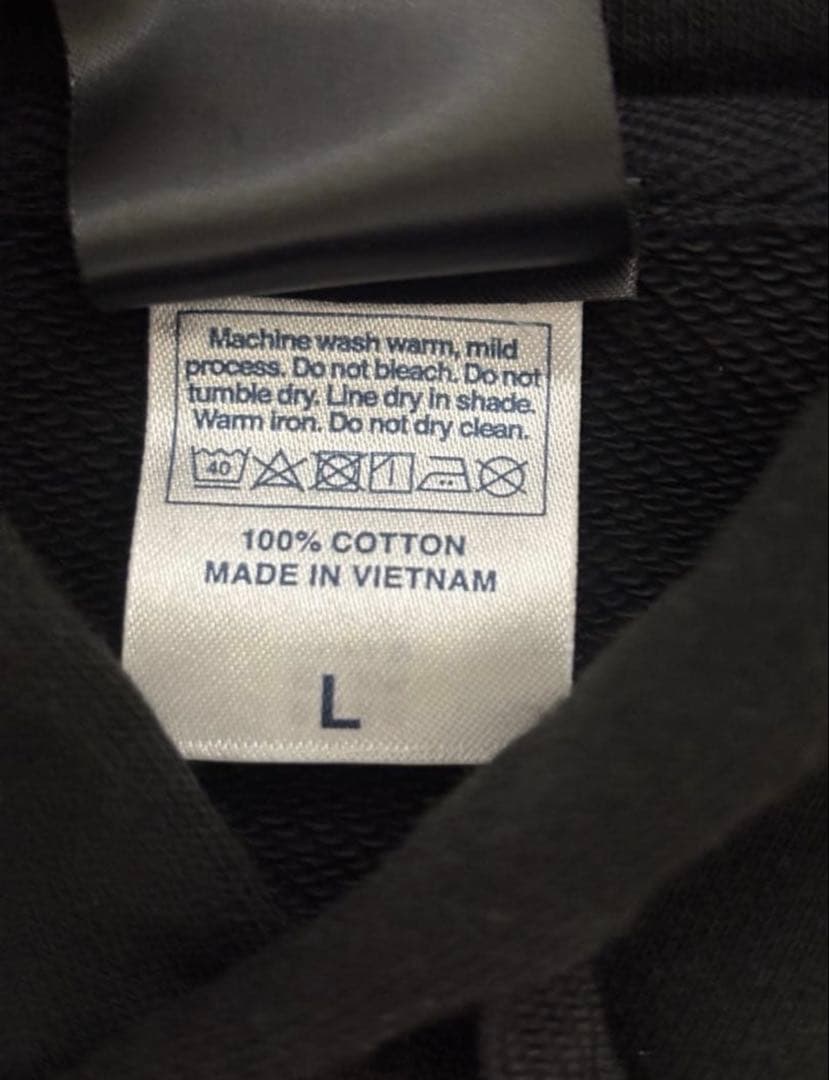 Machine wash warm, mild
process. Do not bleach. Do not
tumble dry. Line dry in shade.
Warm iron. Do not dry clean.
40
100% COTTON
MADE IN VIETNAM
L